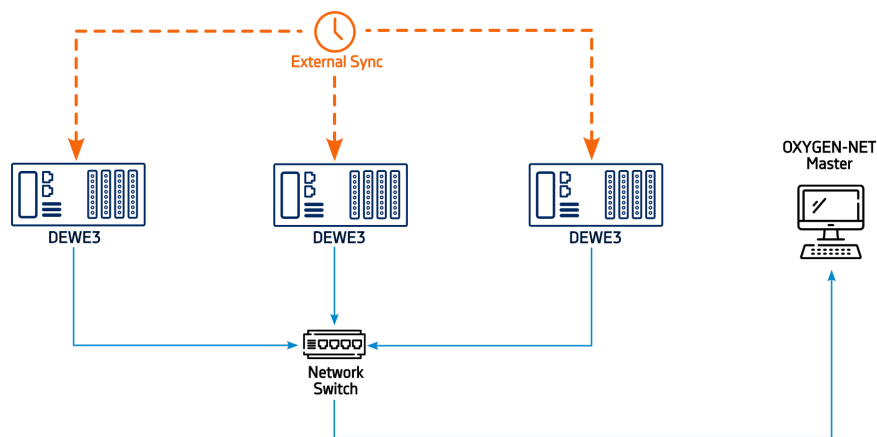 External Sync
OXYGEN-NET
Master
DEWE3
DEWE3
DEWE3
Network
Switch